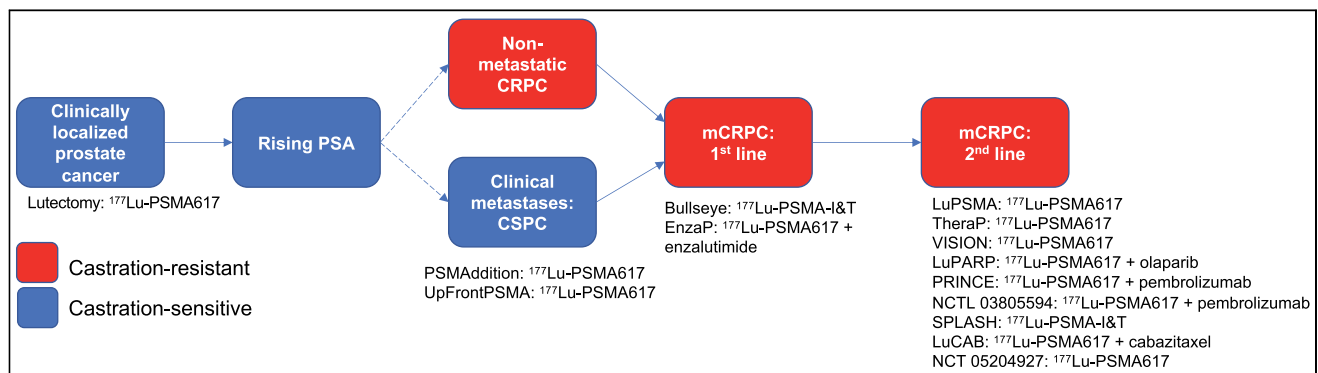 Clinically
localized
prostate
cancer
Lutectomy: ¹⁷⁷Lu-PSMA617
Rising PSA
Non-
metastatic
CRPC
Clinical
metastases:
CSPC
PSMAddition: ¹⁷⁷Lu-PSMA617
UpFrontPSMA: ¹⁷⁷Lu-PSMA617
mCRPC:
1ˢᵗ line
Bullseye: ¹⁷⁷Lu-PSMA-I&T
EnzaP: ¹⁷⁷Lu-PSMA617 +
enzalutimide
mCRPC:
2ⁿᵈ line
LuPSMA: ¹⁷⁷Lu-PSMA617
TheraP: ¹⁷⁷Lu-PSMA617
VISION: ¹⁷⁷Lu-PSMA617
LuPARP: ¹⁷⁷Lu-PSMA617 + olaparib
PRINCE: ¹⁷⁷Lu-PSMA617 + pembrolizumab
NCTL 03805594: ¹⁷⁷Lu-PSMA617 + pembrolizumab
SPLASH: ¹⁷⁷Lu-PSMA-I&T
LuCAB: ¹⁷⁷Lu-PSMA617 + cabazitaxel
NCT 05204927: ¹⁷⁷Lu-PSMA617
Castration-resistant
Castration-sensitive